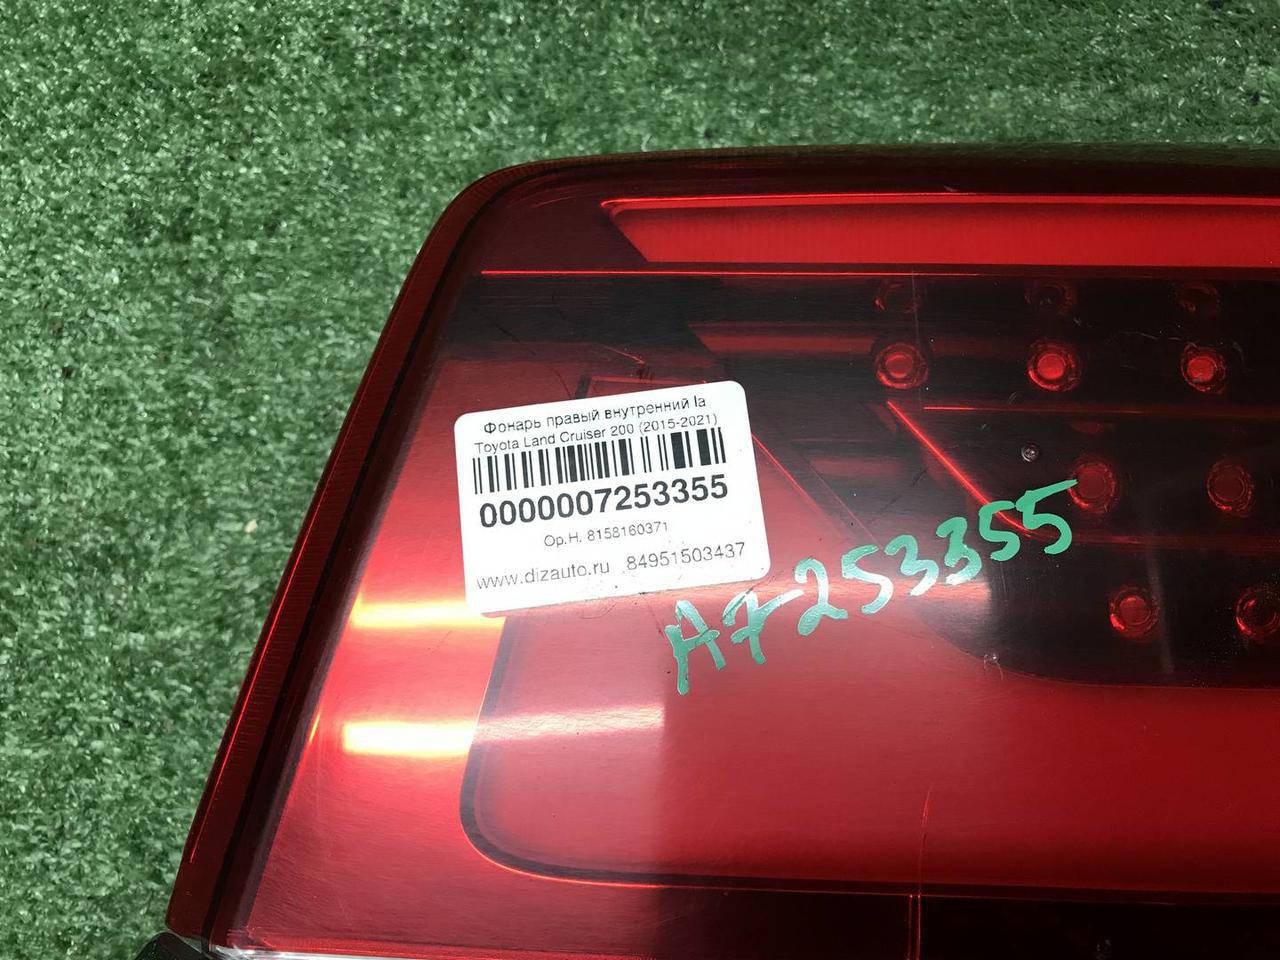 Фонарь правый внутренний la
Toyota Land Cruiser 200 (2015-2021)
0000007253355
Ор.Н. 8158160371
www.dizauto.ru 84951503437
A7253355